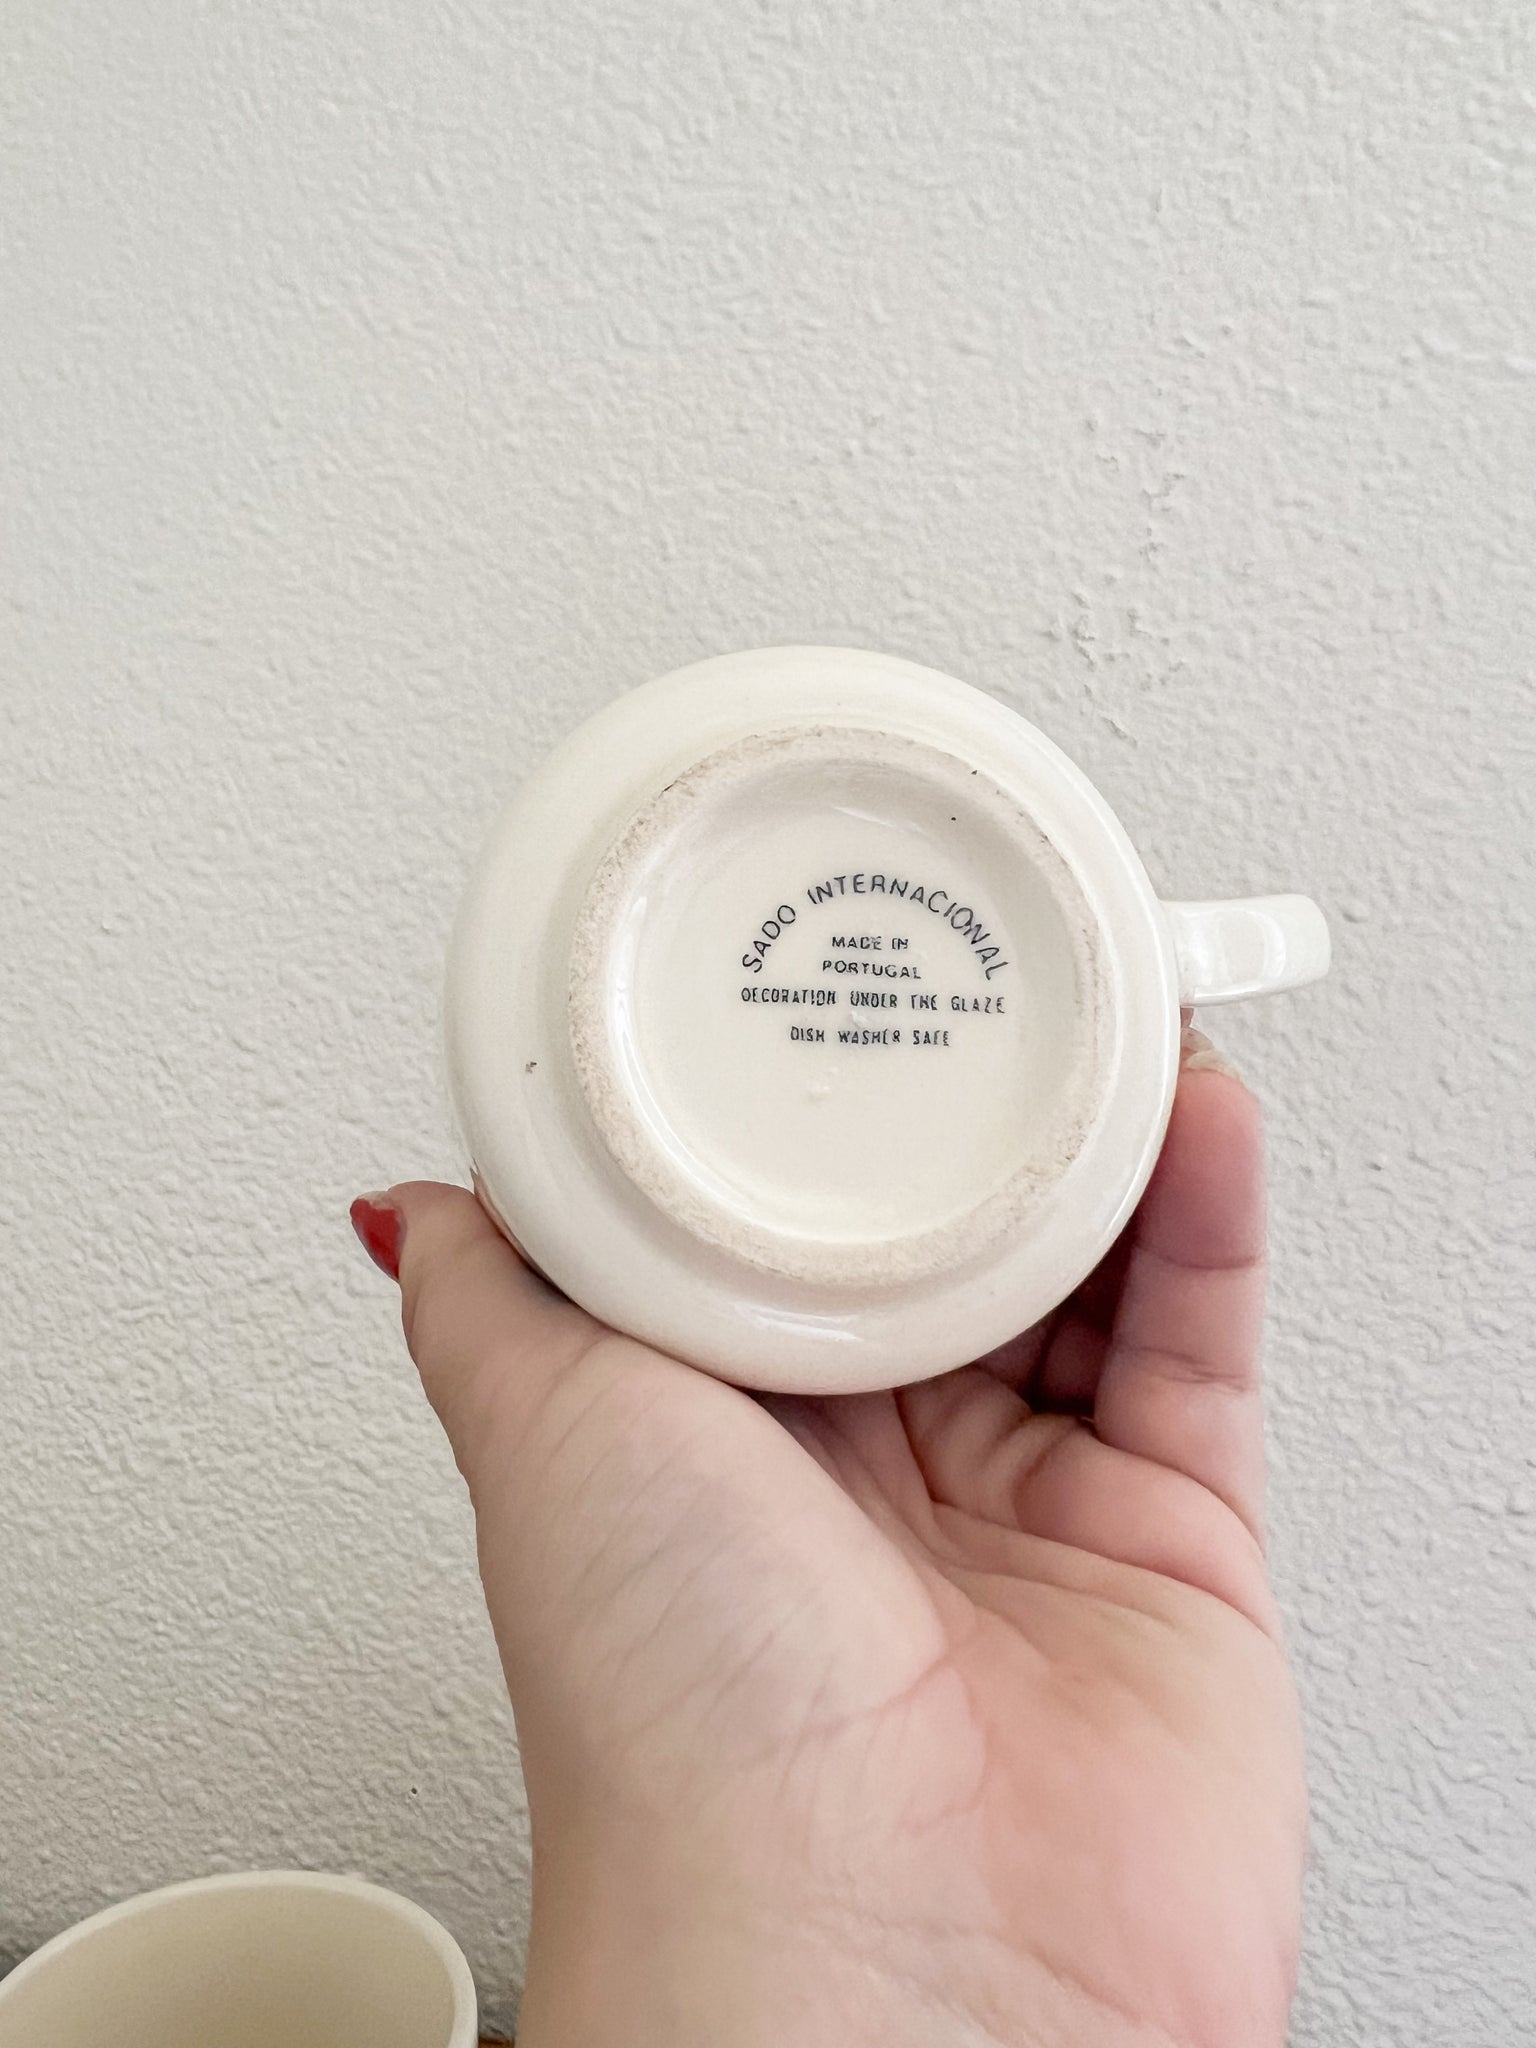 SADO INTERNACIONAL
MADE IN
PORTUGAL
DECORATION UNDER THE GLAZE
DISH WASHER SAFE